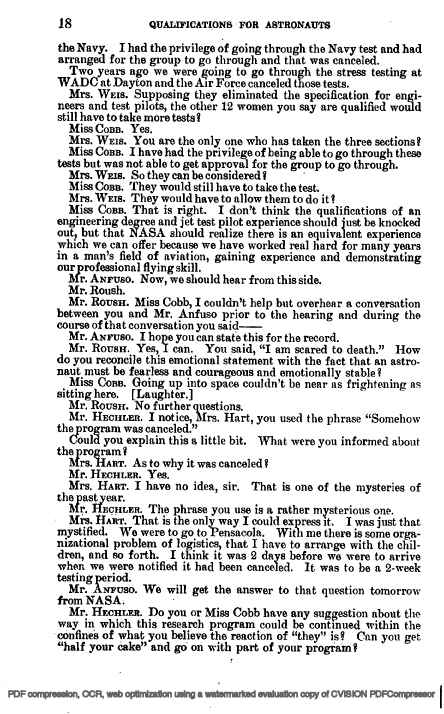 18 QUALIFICATIONS FOR ASTRONAUTS
the Navy. I had the privilege of going through the Navy test and had
arranged for the group to go through and that was canceled.
Two years ago we were going to go through the stress testing at
WADC at Dayton and the Air Force canceled those tests.
Mrs. WEIS. Supposing they eliminated the specification for engi-
neers and test pilots, the other 12 women you say are qualified would
still have to take more tests?
Miss COBB. Yes.
Mrs. WEIS. You are the only one who has taken the three sections?
Miss COBB. I have had the privilege of being able to go through these
tests but was not able to get approval for the group to go through.
Mrs. WEIS. So they can be considered?
Miss COBB. They would still have to take the test.
Mrs. WEIS. They would have to allow them to do it?
Miss COBB. That is right. I don't think the qualifications of an
engineering degree and jet test pilot experience should just be knocked
out, but that NASA should realize there is an equivalent experience
which we can offer because we have worked real hard for many years
in a man's field of aviation, gaining experience and demonstrating
our professional flying skill.
Mr. ANFUSO. Now, we should hear from this side.
Mr. Roush.
Mr. ROUSH. Miss Cobb, I couldn't help but overhear a conversation
between you and Mr. Anfuso prior to the hearing and during the
course of that conversation you said——
Mr. ANFUSO. I hope you can state this for the record.
Mr. ROUSH. Yes, I can. You said, "I am scared to death." How
do you reconcile this emotional statement with the fact that an astro-
naut must be fearless and courageous and emotionally stable?
Miss COBB. Going up into space couldn't be near as frightening as
sitting here. [Laughter.]
Mr. ROUSH. No further questions.
Mr. HECHLER. I notice, Mrs. Hart, you used the phrase "Somehow
the program was canceled."
Could you explain this a little bit. What were you informed about
the program?
Mrs. HART. As to why it was canceled?
Mr. HECHLER. Yes.
Mrs. HART. I have no idea, sir. That is one of the mysteries of
the past year.
Mr. HECHLER. The phrase you use is a rather mysterious one.
Mrs. HART. That is the only way I could express it. I was just that
mystified. We were to go to Pensacola. With me there is some orga-
nizational problem of logistics, that I have to arrange with the chil-
dren, and so forth. I think it was 2 days before we were to arrive
when we were notified it had been canceled. It was to be a 2-week
testing period.
Mr. ANFUSO. We will get the answer to that question tomorrow
from NASA.
Mr. HECHLER. Do you or Miss Cobb have any suggestion about the
way in which this research program could be continued within the
confines of what you believe the reaction of "they" is? Can you get
"half your cake" and go on with part of your program?
PDF compression, OCR, web optimization using a watermarked evaluation copy of CVISION PDFCompressor